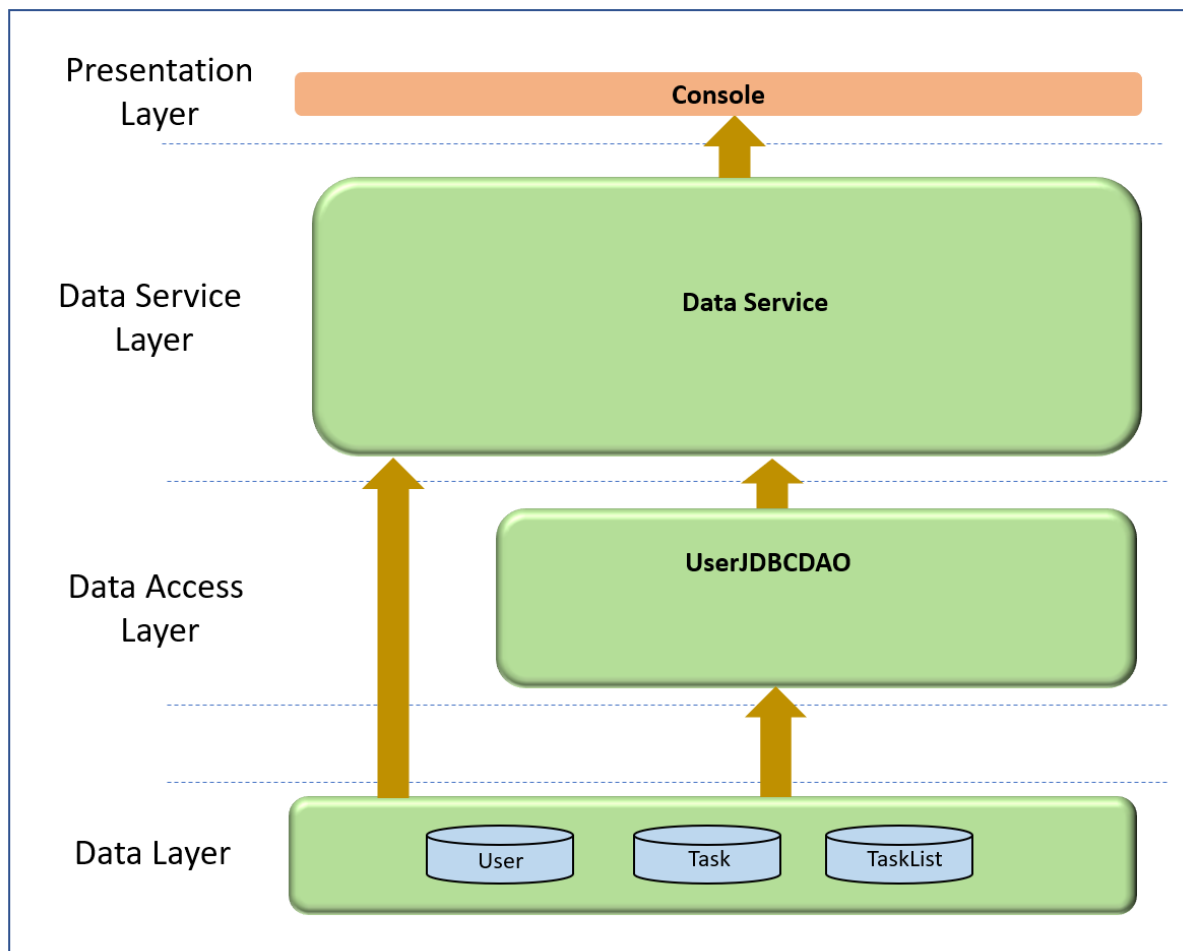 Presentation
Layer
Console
Data Service
Layer
Data Service
Data Access
Layer
UserJDBCDAO
Data Layer
User
Task
TaskList